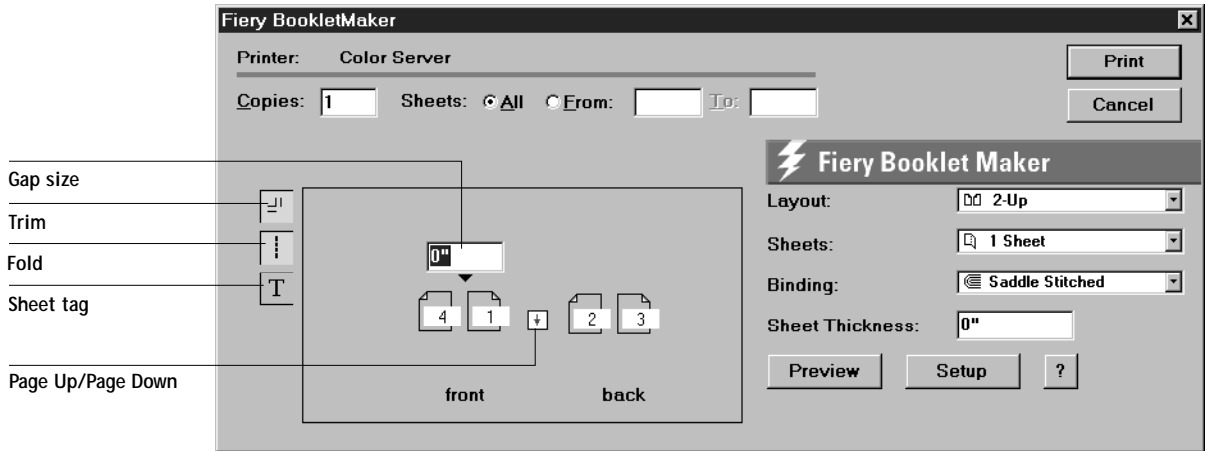 Fiery BookletMaker
Printer: Color Server
Print
Copies: 1 Sheets: All From: To:
Cancel
Fiery Booklet Maker
Gap size
Trim
Fold
Sheet tag
Page Up/Page Down
T
0"
4 1 2 3
front back
Layout: 2-Up
Sheets: 1 Sheet
Binding: Saddle Stitched
Sheet Thickness: 0"
Preview Setup ?